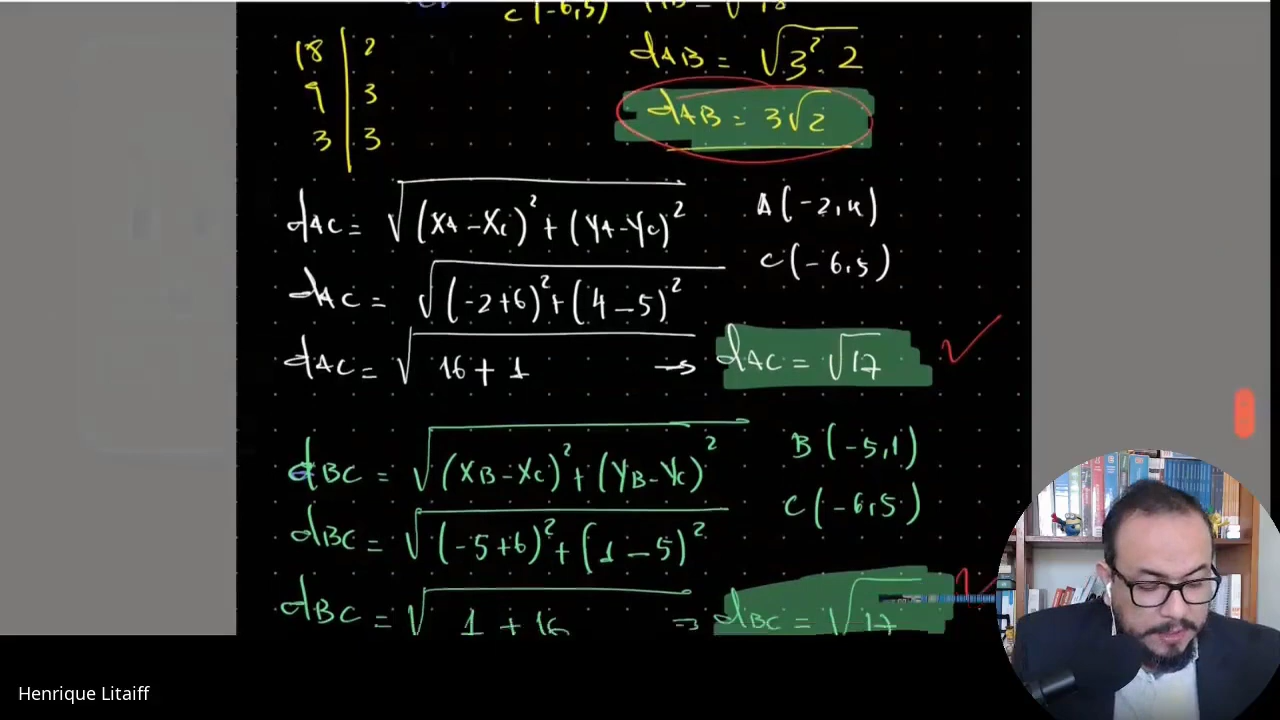 C(-6,5)
18 | 2
9 | 3
3 | 3
dAB = √3².2
dAB = 3√2
dAC = √(XA-XC)²+(YA-YC)²
A(-2,4)
C(-6,5)
dAC = √(-2+6)²+(4-5)²
dAC = √16+1 → dAC = √17
dBC = √(XB-XC)²+(YB-YC)²
B(-5,1)
C(-6,5)
dBC = √(-5+6)²+(1-5)²
dBC = √1+16 ⇒ dBC = √17
Henrique Litaiff